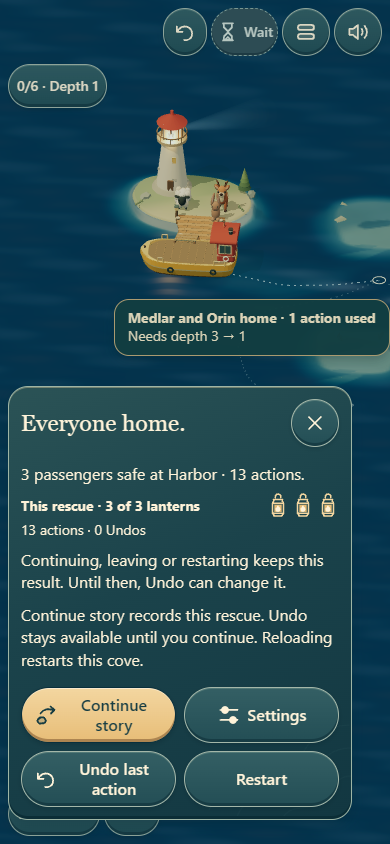 Wait
0/6 · Depth 1
Medlar and Orin home · 1 action used
Needs depth 3 → 1
Everyone home.
3 passengers safe at Harbor · 13 actions.
This rescue · 3 of 3 lanterns
13 actions · 0 Undos
Continuing, leaving or restarting keeps this
result. Until then, Undo can change it.
Continue story records this rescue. Undo
stays available until you continue. Reloading
restarts this cove.
Continue
story
Settings
Undo last
action
Restart